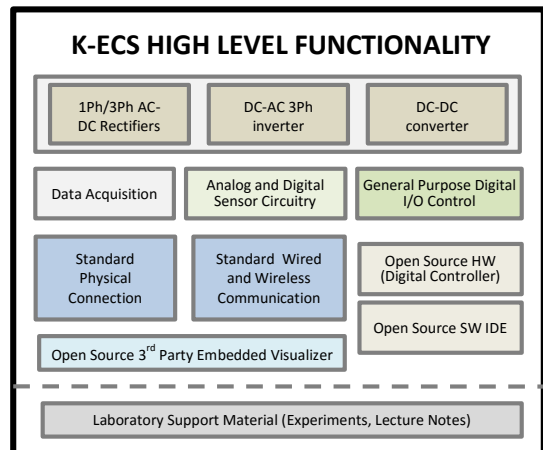 K-ECS HIGH LEVEL FUNCTIONALITY
1Ph/3Ph AC-
DC Rectifiers
DC-AC 3Ph
inverter
DC-DC
converter
Data Acquisition
Analog and Digital
Sensor Circuitry
General Purpose Digital
I/O Control
Standard
Physical
Connection
Standard Wired
and Wireless
Communication
Open Source HW
(Digital Controller)
Open Source SW IDE
Open Source 3rd Party Embedded Visualizer
Laboratory Support Material (Experiments, Lecture Notes)